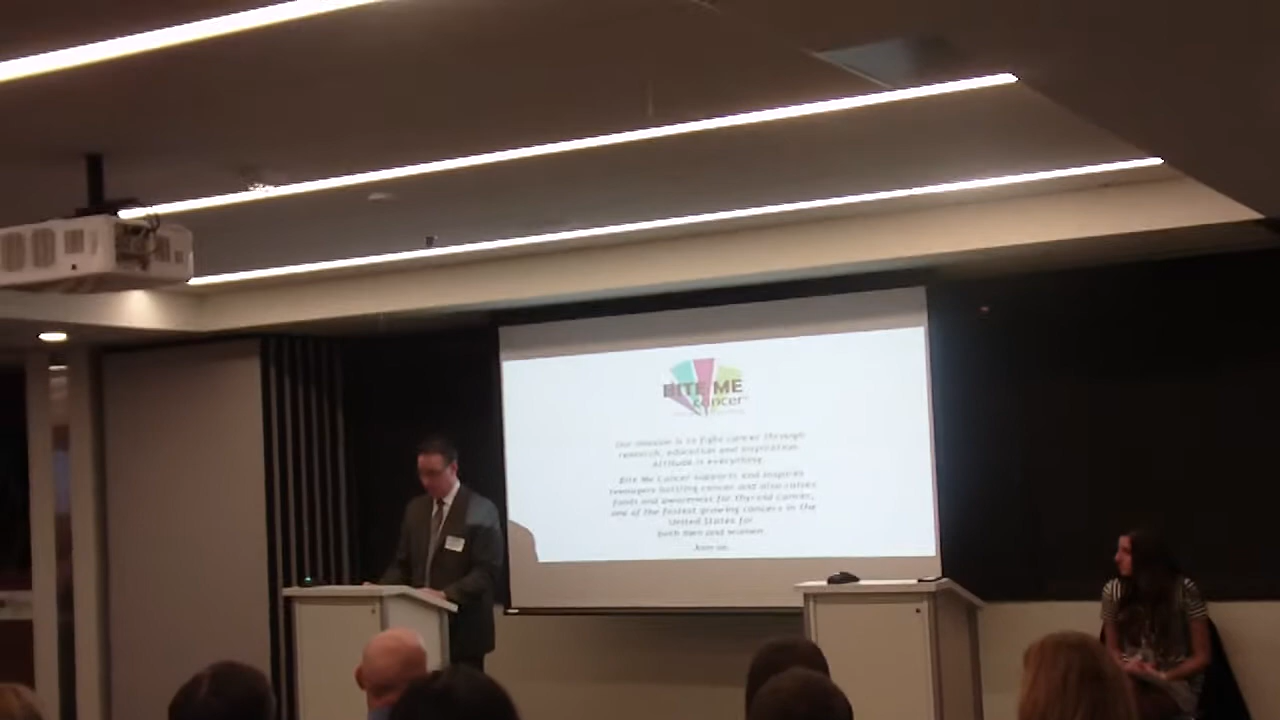 BITE ME
cancer
Our mission is to fight cancer through
research, education and inspiration.
Attitude is everything.
Bite Me Cancer supports and inspires
teenagers battling cancer and also raises
funds and awareness for thyroid cancer,
one of the fastest growing cancers in the
United States for
both men and women
Join us.